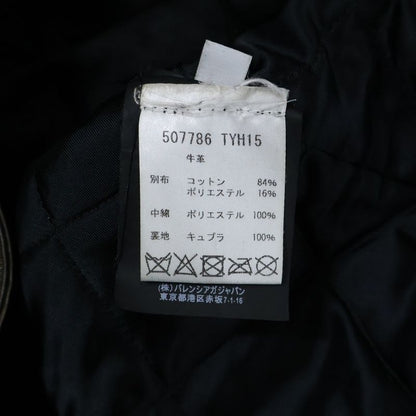 507786 TYH15
牛革
別布 コットン 84%
ポリエステル 16%
中綿 ポリエステル 100%
裏地 キュプラ 100%
(株)バレンシアガジャパン
東京都港区赤坂7-1-16